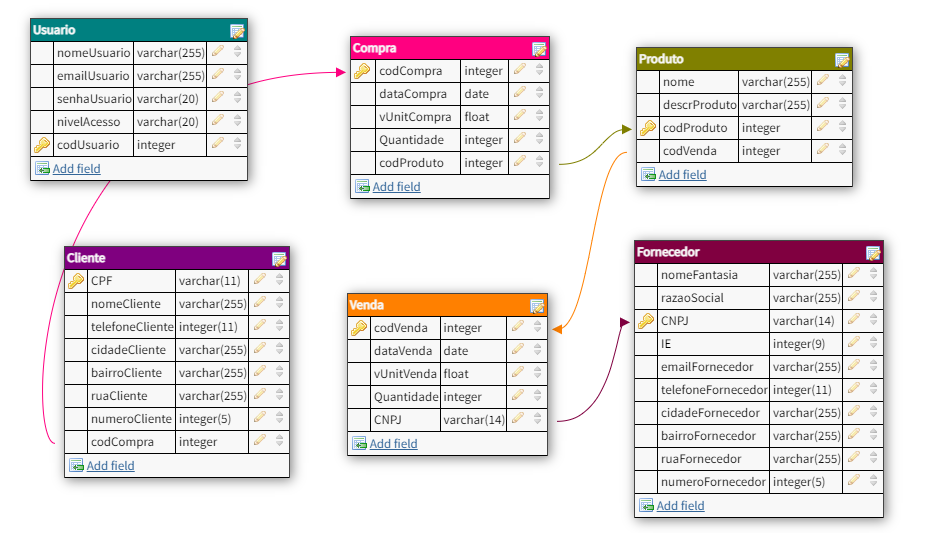 Usuario
nomeUsuario varchar(255)
emailUsuario varchar(255)
senhaUsuario varchar(20)
nivelAcesso varchar(20)
codUsuario integer
Add field
Compra
codCompra integer
dataCompra date
vUnitCompra float
Quantidade integer
codProduto integer
Add field
Produto
nome varchar(255)
descrProduto varchar(255)
codProduto integer
codVenda integer
Add field
Cliente
CPF varchar(11)
nomeCliente varchar(255)
telefoneCliente integer(11)
cidadeCliente varchar(255)
bairroCliente varchar(255)
ruaCliente varchar(255)
numeroCliente integer(5)
codCompra integer
Add field
Venda
codVenda integer
dataVenda date
vUnitVenda float
Quantidade integer
CNPJ varchar(14)
Add field
Fornecedor
nomeFantasia varchar(255)
razaoSocial varchar(255)
CNPJ varchar(14)
IE integer(9)
emailFornecedor varchar(255)
telefoneFornecedor integer(11)
cidadeFornecedor varchar(255)
bairroFornecedor varchar(255)
ruaFornecedor varchar(255)
numeroFornecedor integer(5)
Add field